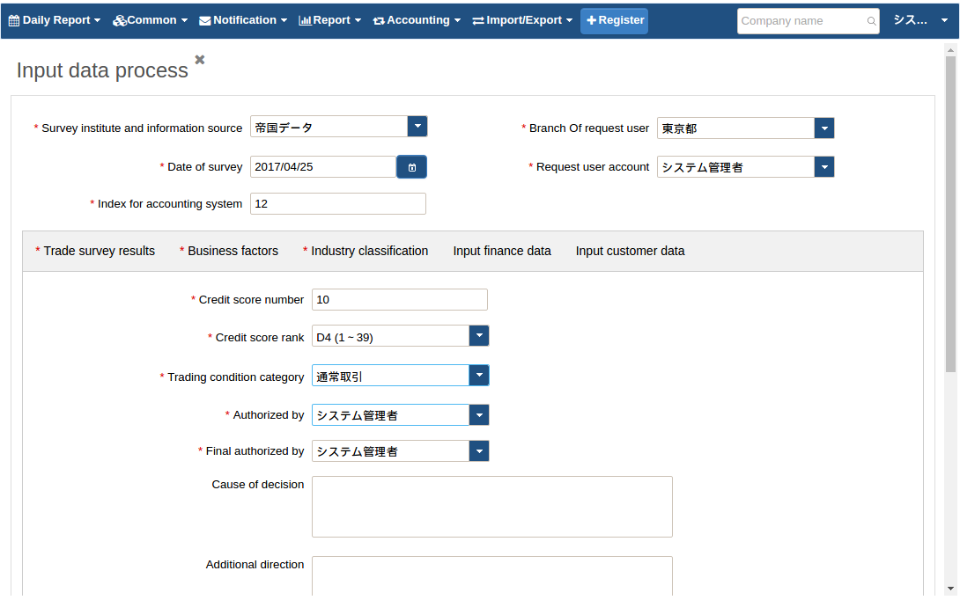 Daily Report Common Notification Report Accounting Import/Export Register Company name シス...
Input data process
* Survey institute and information source 帝国データ * Branch Of request user 東京都
* Date of survey 2017/04/25 * Request user account システム管理者
* Index for accounting system 12
* Trade survey results * Business factors * Industry classification Input finance data Input customer data
* Credit score number 10
* Credit score rank D4 (1 ~ 39)
* Trading condition category 通常取引
* Authorized by システム管理者
* Final authorized by システム管理者
Cause of decision
Additional direction